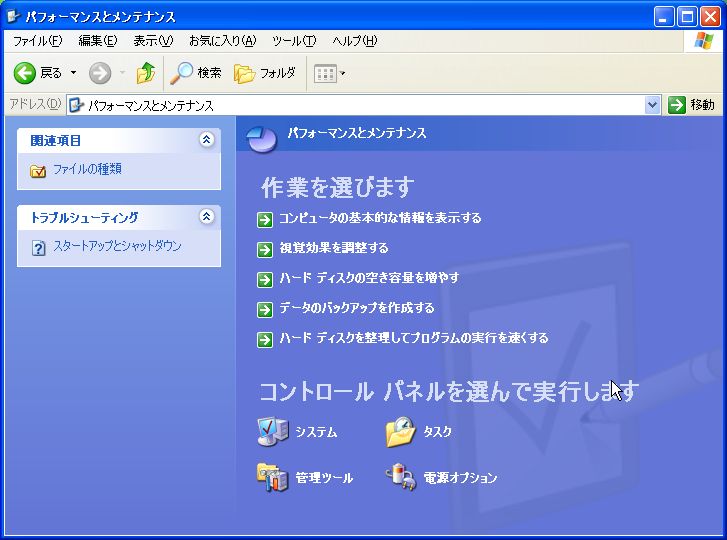 パフォーマンスとメンテナンス
ファイル(F) 編集(E) 表示(V) お気に入り(A) ツール(T) ヘルプ(H)
戻る 検索 フォルダ
アドレス(D) パフォーマンスとメンテナンス 移動
関連項目
ファイルの種類
トラブルシューティング
スタートアップとシャットダウン
パフォーマンスとメンテナンス
作業を選びます
コンピュータの基本的な情報を表示する
視覚効果を調整する
ハード ディスクの空き容量を増やす
データのバックアップを作成する
ハード ディスクを整理してプログラムの実行を速くする
コントロール パネルを選んで実行します
システム タスク
管理ツール 電源オプション